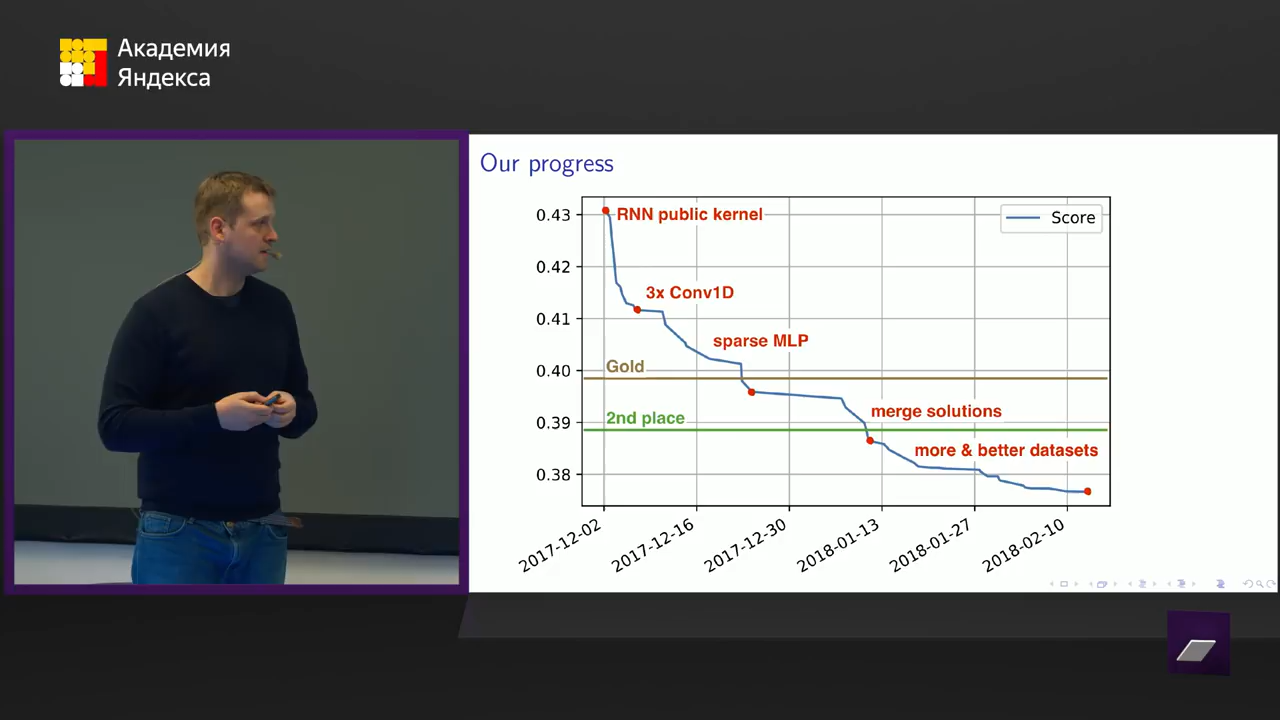 Академия
Яндекса
Our progress
0.43
0.42
0.41
0.40
0.39
0.38
RNN public kernel
Score
3x Conv1D
sparse MLP
Gold
merge solutions
2nd place
more & better datasets
2017-12-02
2017-12-16
2017-12-30
2018-01-13
2018-01-27
2018-02-10